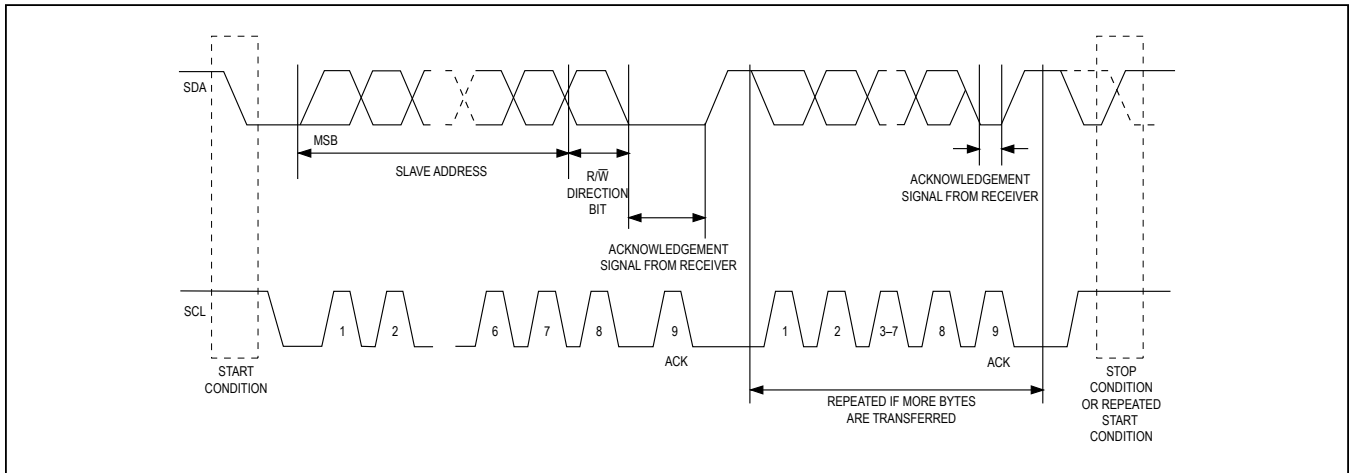 SDA
MSB
SLAVE ADDRESS
R/W̅
DIRECTION
BIT
ACKNOWLEDGEMENT
SIGNAL FROM RECEIVER
ACKNOWLEDGEMENT
SIGNAL FROM RECEIVER
SCL
1
2
6
7
8
9
1
2
3–7
8
9
ACK
ACK
START
CONDITION
REPEATED IF MORE BYTES
ARE TRANSFERRED
STOP
CONDITION
OR REPEATED
START
CONDITION